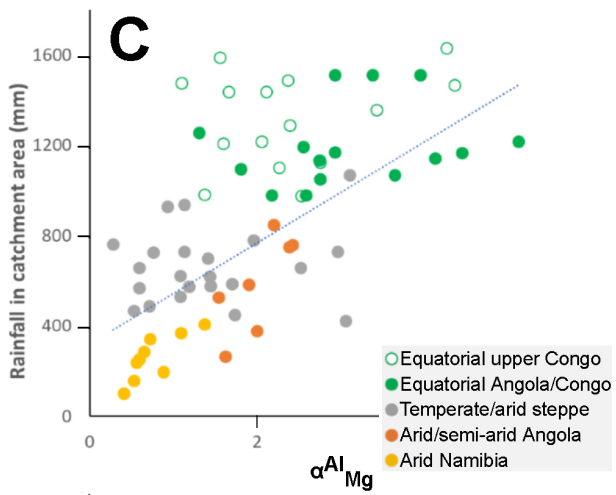 C
Rainfall in catchment area (mm)
1600
1200
800
400
0
0
2
αAlMg
Equatorial upper Congo
Equatorial Angola/Congo
Temperate/arid steppe
Arid/semi-arid Angola
Arid Namibia